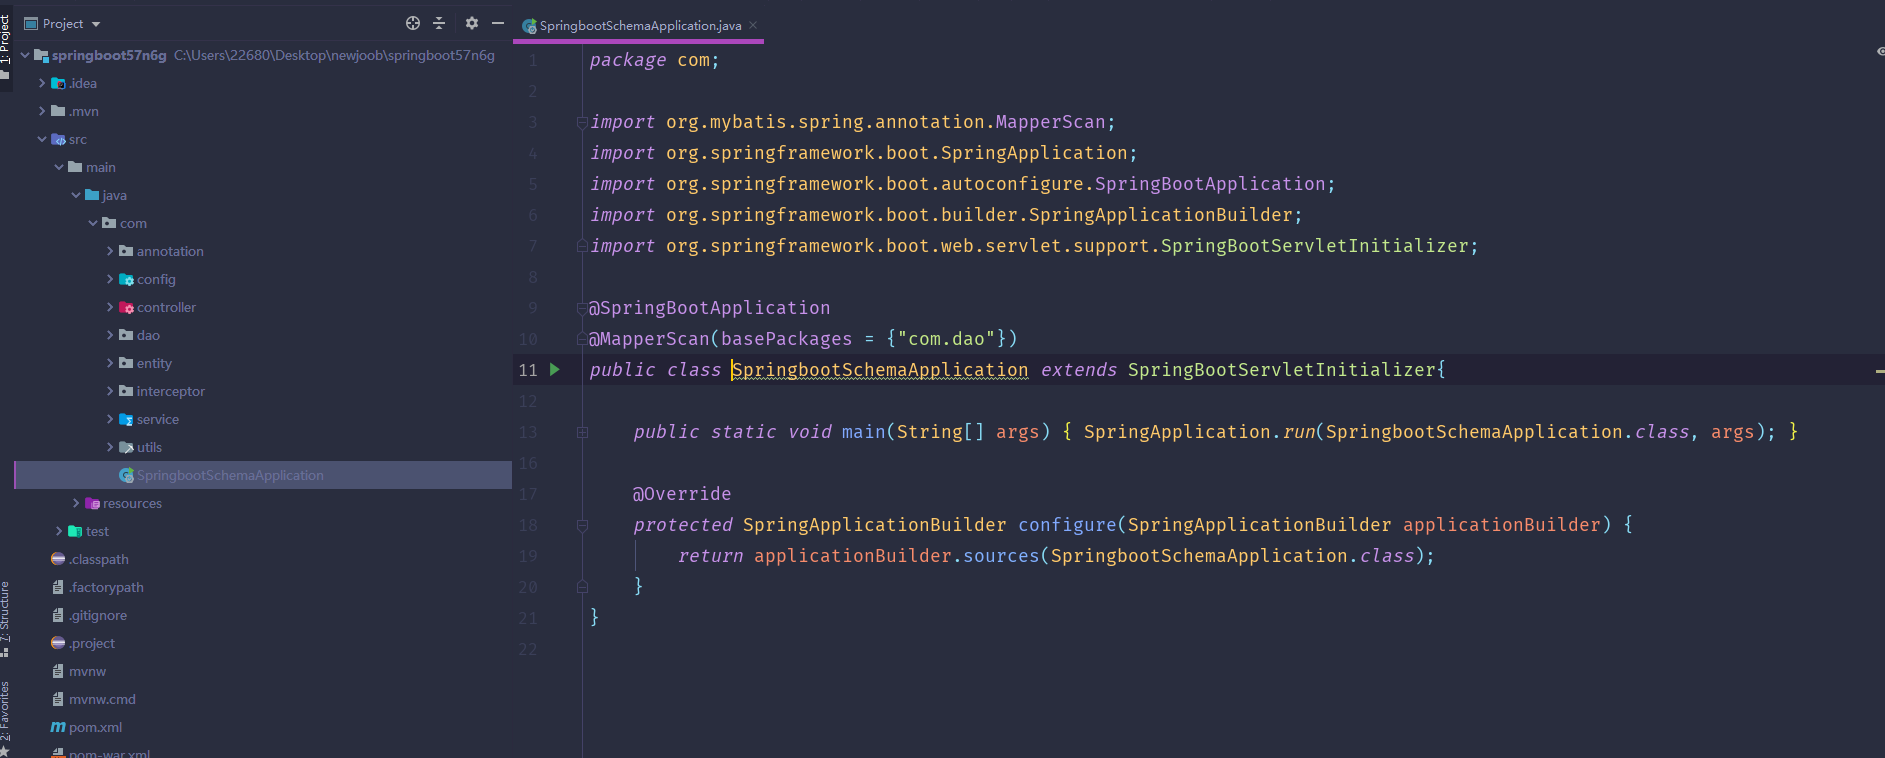 Project
1: Project
springboot57n6g C:\Users\22680\Desktop\newjoob\springboot57n6g
.idea
.mvn
src
main
java
com
annotation
config
controller
dao
entity
interceptor
service
utils
SpringbootSchemaApplication
resources
test
.classpath
.factorypath
.gitignore
.project
mvnw
mvnw.cmd
pom.xml
pom-war.xml
7: Structure
2: Favorites
SpringbootSchemaApplication.java
1 package com;
2
3 import org.mybatis.spring.annotation.MapperScan;
4 import org.springframework.boot.SpringApplication;
5 import org.springframework.boot.autoconfigure.SpringBootApplication;
6 import org.springframework.boot.builder.SpringApplicationBuilder;
7 import org.springframework.boot.web.servlet.support.SpringBootServletInitializer;
8
9 @SpringBootApplication
10 @MapperScan(basePackages = {"com.dao"})
11 public class SpringbootSchemaApplication extends SpringBootServletInitializer{
12
13 public static void main(String[] args) { SpringApplication.run(SpringbootSchemaApplication.class, args); }
16
17 @Override
18 protected SpringApplicationBuilder configure(SpringApplicationBuilder applicationBuilder) {
19 return applicationBuilder.sources(SpringbootSchemaApplication.class);
20 }
21 }
22